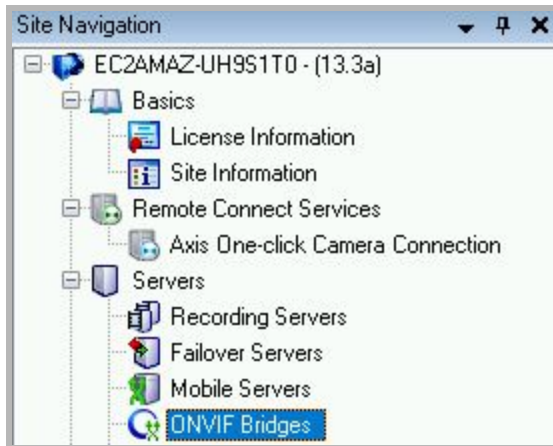 Site Navigation
EC2AMAZ-UH9S1T0 - (13.3a)
Basics
License Information
Site Information
Remote Connect Services
Axis One-click Camera Connection
Servers
Recording Servers
Failover Servers
Mobile Servers
ONVIF Bridges